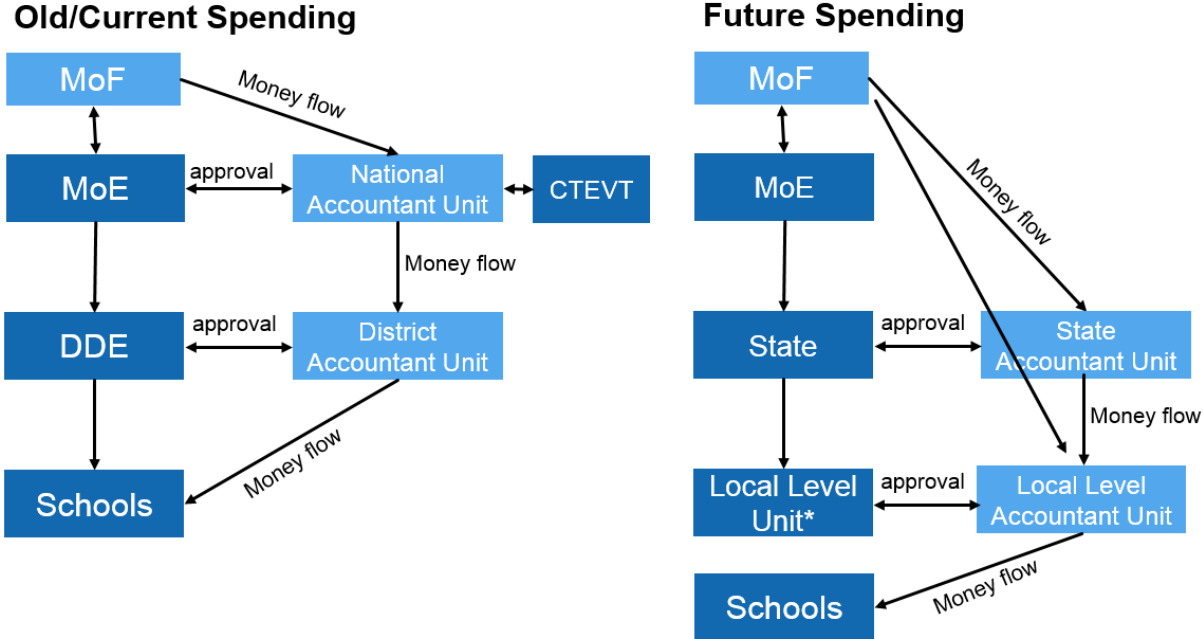 Old/Current Spending
MoF
Money flow
MoE
approval
National
Accountant Unit
CTEVT
Money flow
DDE
approval
District
Accountant Unit
Money flow
Schools
Future Spending
MoF
MoE
Money flow
State
approval
State
Accountant Unit
Money flow
Local Level
Unit*
approval
Local Level
Accountant Unit
Money flow
Schools